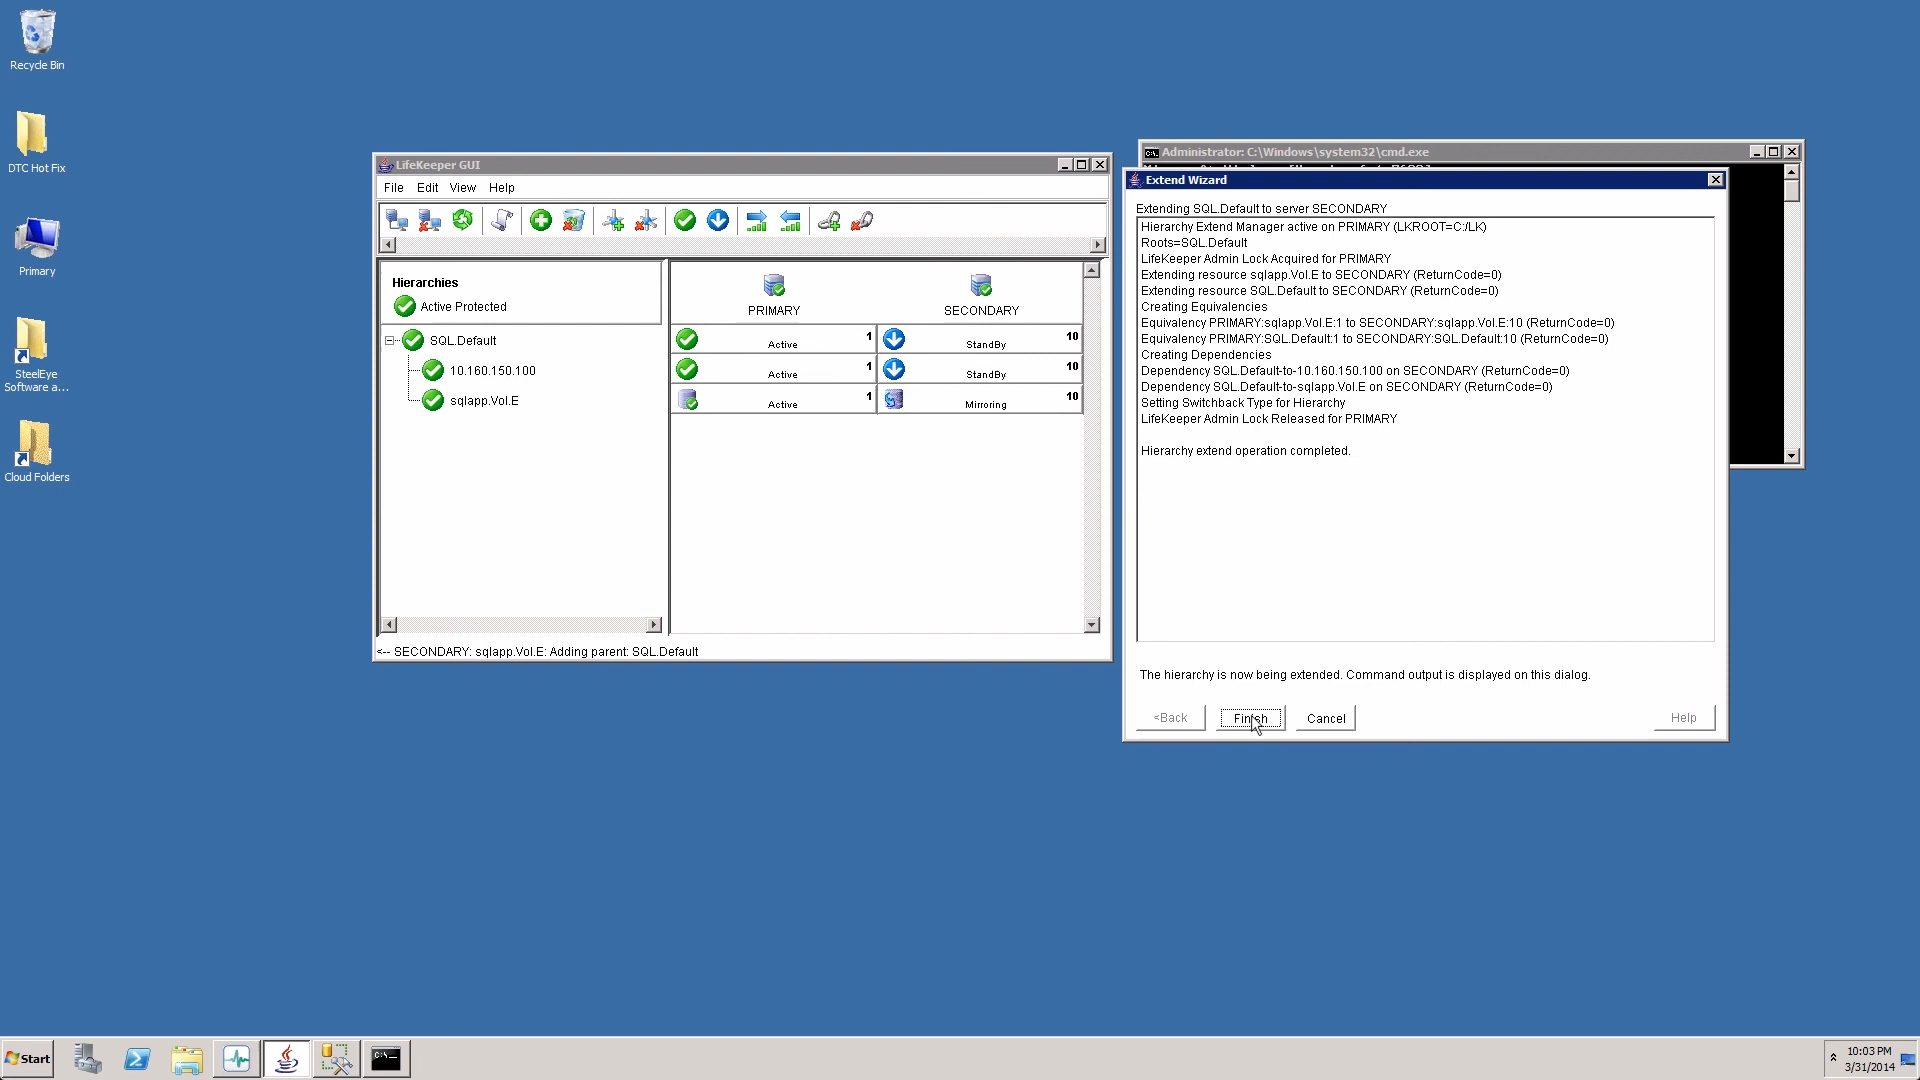 Recycle Bin
DTC Hot Fix
Primary
SteelEye
Software a...
Cloud Folders
LifeKeeper GUI
File Edit View Help
Hierarchies
Active Protected
PRIMARY SECONDARY
SQL.Default Active 1 StandBy 10
10.160.150.100 Active 1 StandBy 10
sqlapp.Vol.E Active 1 Mirroring 10
<-- SECONDARY: sqlapp.Vol.E: Adding parent: SQL.Default
Administrator: C:\Windows\system32\cmd.exe
Extend Wizard
Extending SQL.Default to server SECONDARY
Hierarchy Extend Manager active on PRIMARY (LKROOT=C:/LK)
Roots=SQL.Default
LifeKeeper Admin Lock Acquired for PRIMARY
Extending resource sqlapp.Vol.E to SECONDARY (ReturnCode=0)
Extending resource SQL.Default to SECONDARY (ReturnCode=0)
Creating Equivalencies
Equivalency PRIMARY:sqlapp.Vol.E:1 to SECONDARY:sqlapp.Vol.E:10 (ReturnCode=0)
Equivalency PRIMARY:SQL.Default:1 to SECONDARY:SQL.Default:10 (ReturnCode=0)
Creating Dependencies
Dependency SQL.Default-to-10.160.150.100 on SECONDARY (ReturnCode=0)
Dependency SQL.Default-to-sqlapp.Vol.E on SECONDARY (ReturnCode=0)
Setting Switchback Type for Hierarchy
LifeKeeper Admin Lock Released for PRIMARY
Hierarchy extend operation completed.
The hierarchy is now being extended. Command output is displayed on this dialog.
<Back Finish Cancel Help
Start
C:\_
10:03 PM
3/31/2014